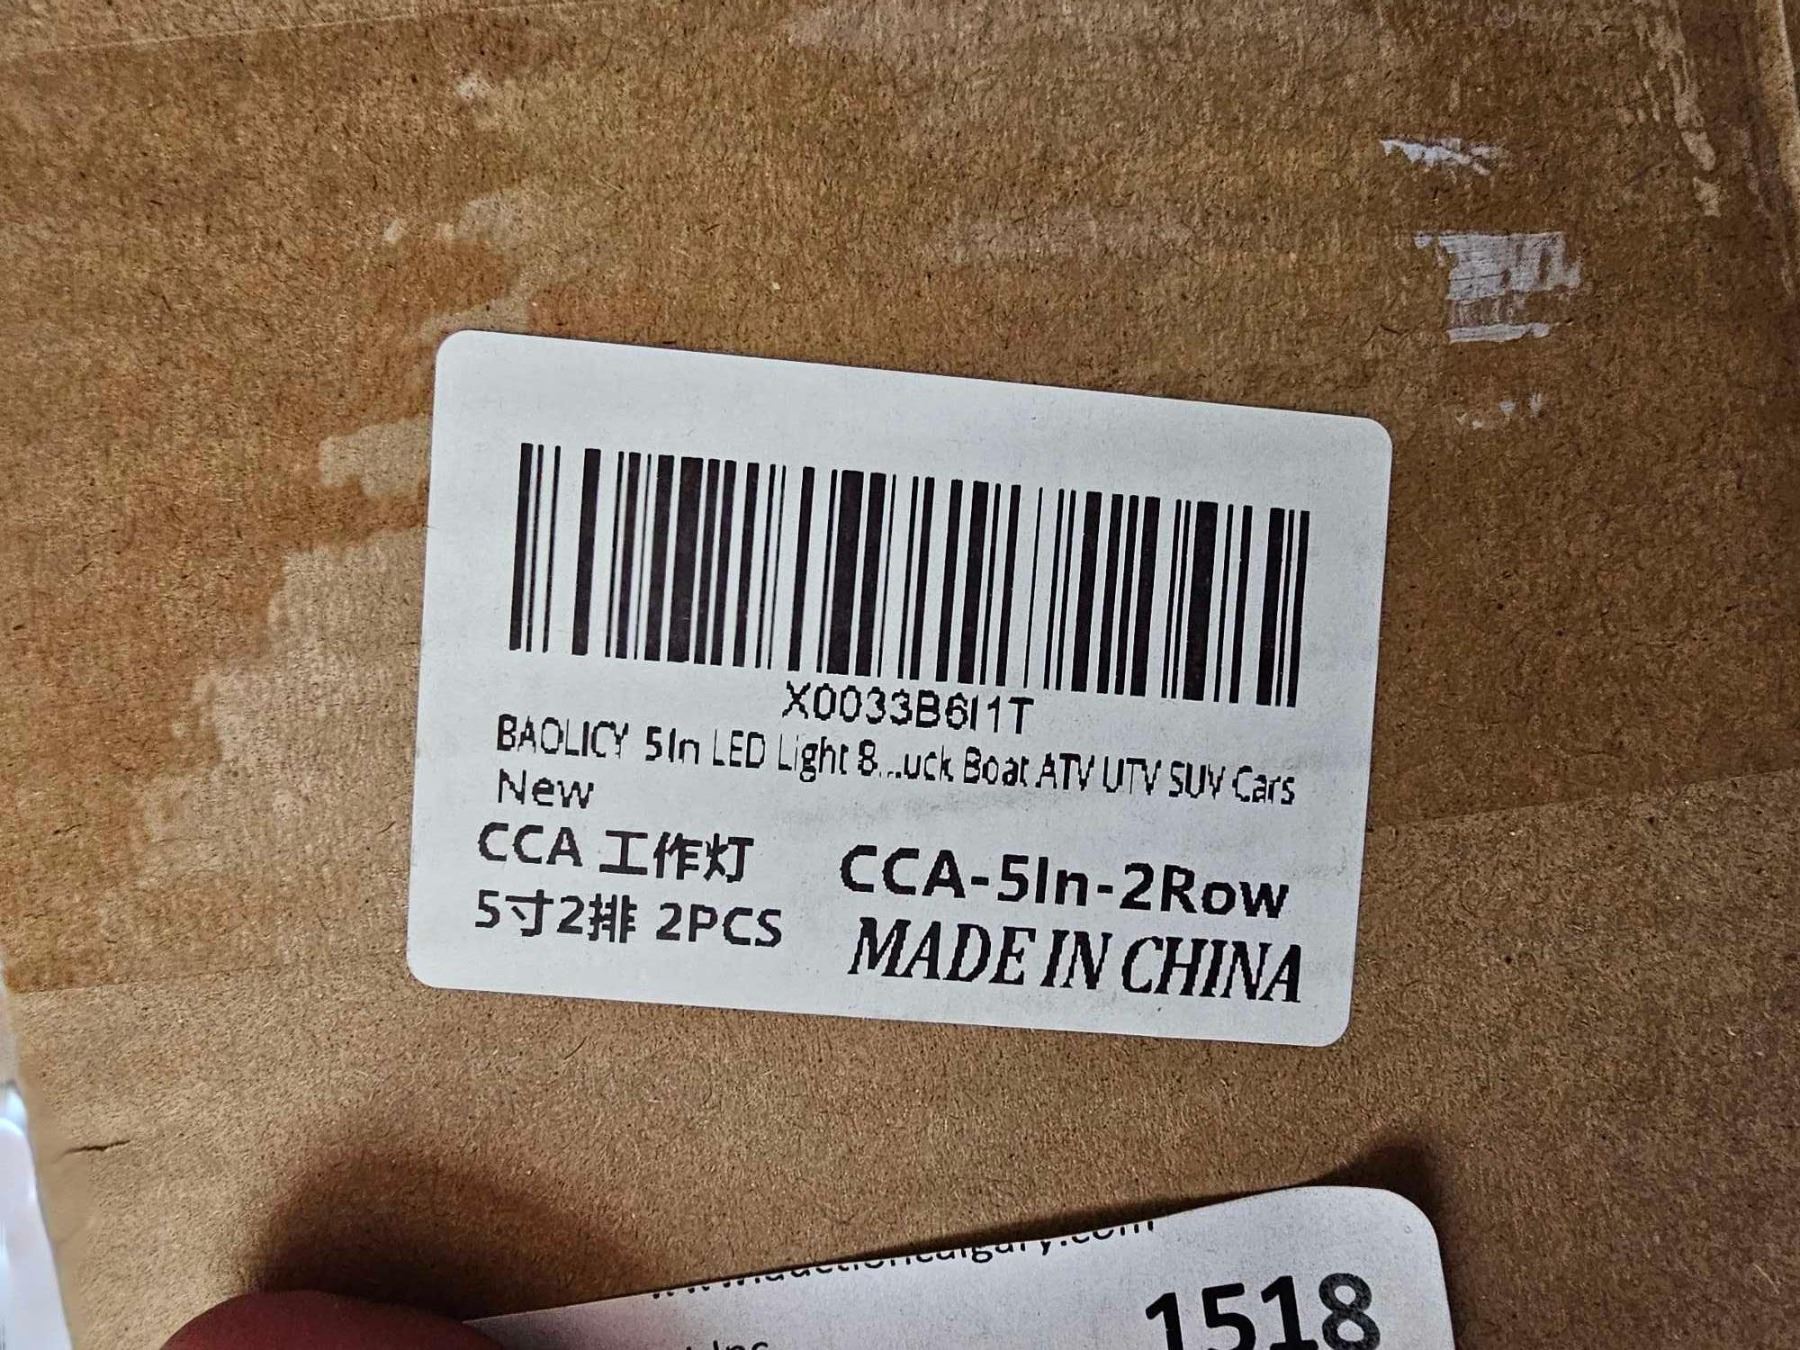 X0033B6I1T
BAOLICY 5In LED Light 8...uck Boat ATV UTV SUV Cars
New
CCA 工作灯
5寸2排 2PCS
CCA-5In-2Row
MADE IN CHINA
1518